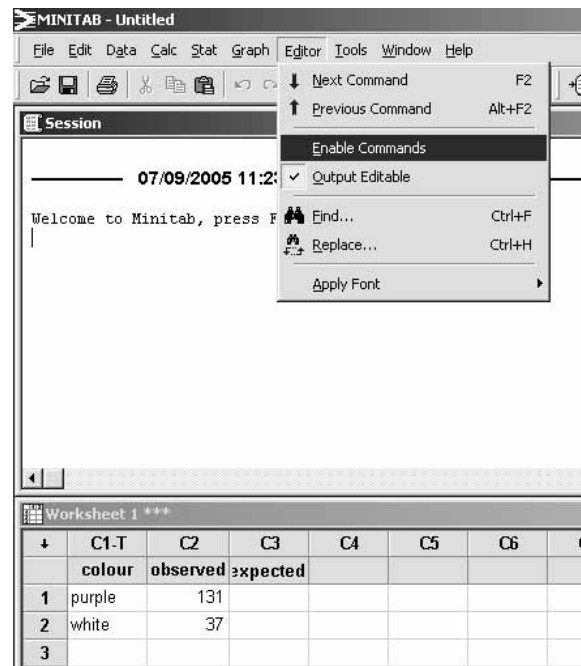 MINITAB - Untitled
File Edit Data Calc Stat Graph Editor Tools Window Help
Next Command F2
Previous Command Alt+F2
Session
Enable Commands
07/09/2005 11:23
Output Editable
Welcome to Minitab, press F
Find... Ctrl+F
Replace... Ctrl+H
Apply Font
Worksheet 1 ***
C1-T C2 C3 C4 C5 C6
colour observed expected
1 purple 131
2 white 37
3